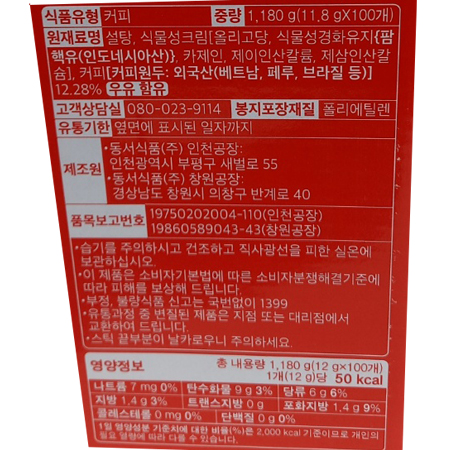 식품유형 커피 중량 1,180 g(11.8 gX100개)
원재료명 설탕, 식물성크림{올리고당, 식물성경화유지[팜
핵유(인도네시아산)}, 카제인, 제이인산칼륨, 제삼인산칼
슘}, 커피[커피원두: 외국산(베트남, 페루, 브라질 등)]
12.28% 우유 함유
고객상담실 080-023-9114 봉지포장재질 폴리에틸렌
유통기한 옆면에 표시된 일자까지
제조원 •동서식품(주) 인천공장:
인천광역시 부평구 새벌로 55
•동서식품(주) 창원공장:
경상남도 창원시 의창구 반계로 40
품목보고번호 19750202004-110(인천공장)
19860589043-43(창원공장)
•습기를 주의하시고 건조하고 직사광선을 피한 실온에
보관하십시오.
•이 제품은 소비자기본법에 따른 소비자분쟁해결기준에
따라 피해를 보상해 드립니다.
•부정, 불량식품 신고는 국번없이 1399
•유통과정 중 변질된 제품은 지점 또는 대리점에서
교환하여 드립니다.
•스틱 끝부분이 날카로우니 주의하십시오.
영양정보 총 내용량 1,180 g(12 g×100개)
1개(12 g)당 50 kcal
나트륨 7 mg 0% 탄수화물 9 g 3% 당류 6 g 6%
지방 1.4 g 3% 트랜스지방 0 g 포화지방 1.4 g 9%
콜레스테롤 0 mg 0% 단백질 0 g 0%
1일 영양성분 기준치에 대한 비율(%)은 2,000 kcal 기준이므로 개인의
필요 열량에 따라 다를 수 있습니다.